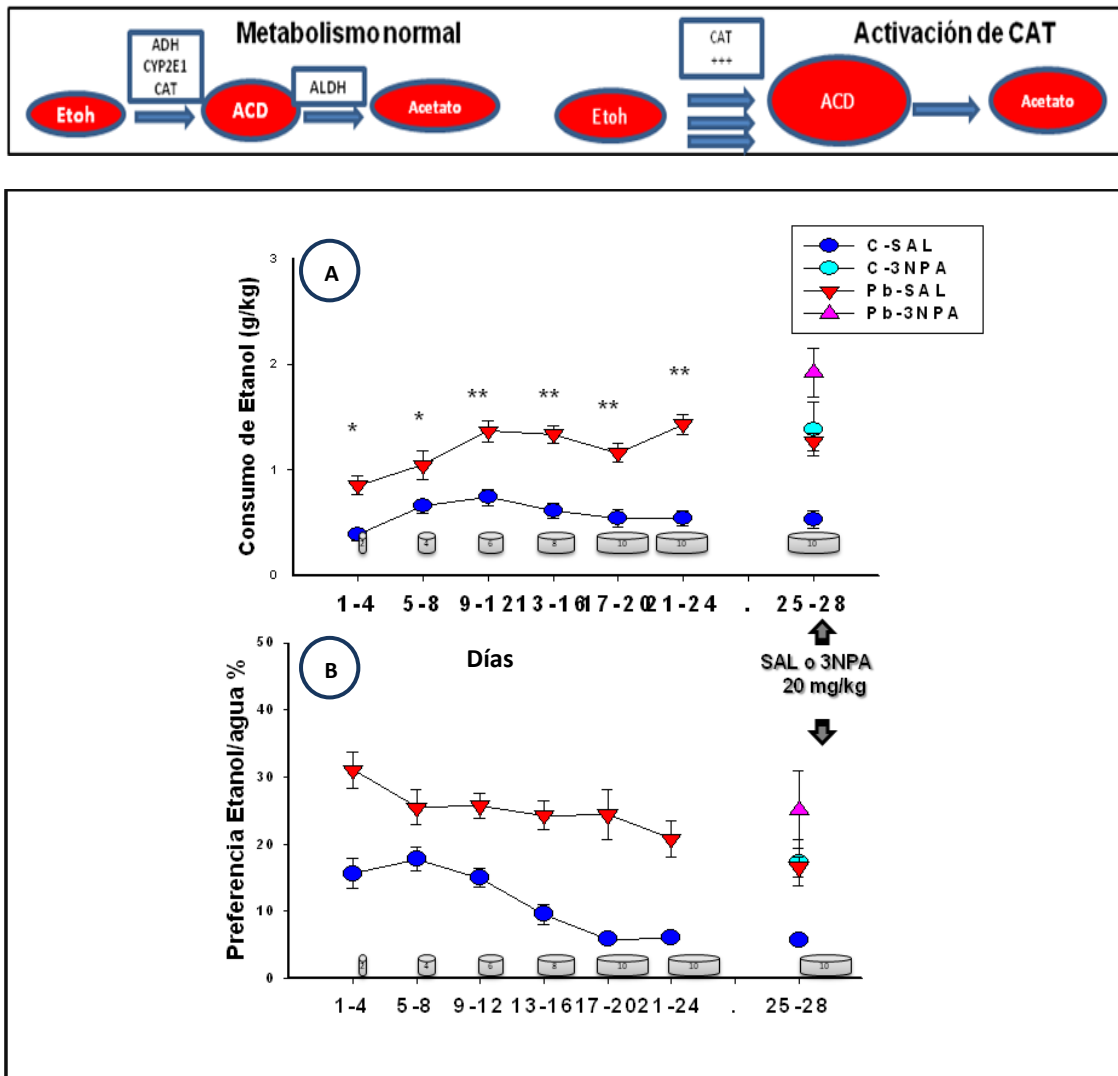 Metabolismo normal
ADH
CYP2E1
CAT
ALDH
Etoh
ACD
Acetato
Activación de CAT
CAT
+++
Etoh
ACD
Acetato
A
C-SAL
C-3NPA
Pb-SAL
Pb-3NPA
Consumo de Etanol (g/kg)
3
2
1
0
*
*
**
**
**
**
2
4
6
8
10
10
10
1-4
5-8
9-12
13-16
17-20
21-24
.
25-28
Días
SAL o 3NPA
20 mg/kg
B
Preferencia Etanol/agua %
50
40
30
20
10
0
2
4
6
8
10
10
10
1-4
5-8
9-12
13-16
17-20
21-24
.
25-28